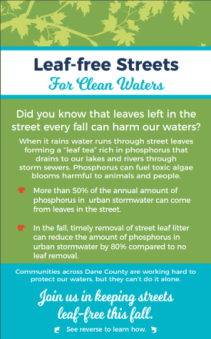 Leaf-free Streets
For Clean Waters
Did you know that leaves left in the
street every fall can harm our waters?
When it rains water runs through street leaves
forming a "leaf tea" rich in phosphorus that
drains to our lakes and rivers through
storm sewers. Phosphorus can fuel toxic algae
blooms harmful to animals and people.
More than 50% of the annual amount of
phosphorus in urban stormwater can come
from leaves in the street.
In the fall, timely removal of street leaf litter
can reduce the amount of phosphorus in
urban stormwater by 80% compared to no
leaf removal.
Communities across Dane County are working hard to
protect our waters, but they can't do it alone.
Join us in keeping streets
leaf-free this fall.
See reverse to learn how.